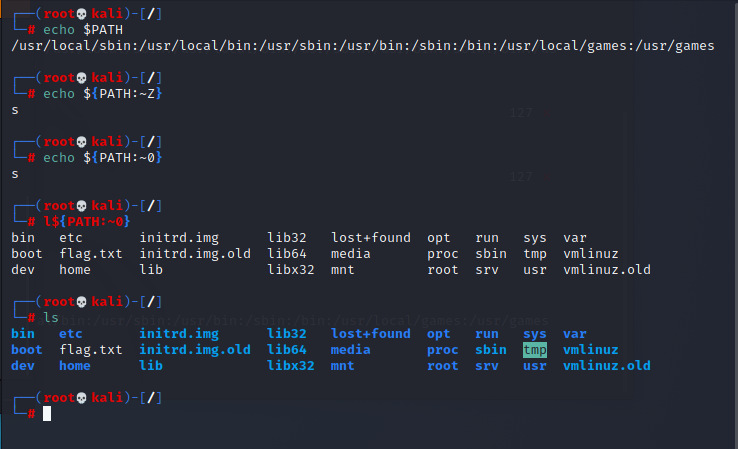 ┌──(root💀kali)-[/]
└─# echo $PATH
/usr/local/sbin:/usr/local/bin:/usr/sbin:/usr/bin:/sbin:/bin:/usr/local/games:/usr/games
┌──(root💀kali)-[/]
└─# echo ${PATH:~Z}
s
┌──(root💀kali)-[/]
└─# echo ${PATH:~0}
s
┌──(root💀kali)-[/]
└─# l${PATH:~0}
bin   etc       initrd.img      lib32   lost+found  opt   run   sys  var
boot  flag.txt  initrd.img.old  lib64   media       proc  sbin  tmp  vmlinuz
dev   home      lib             libx32  mnt         root  srv   usr  vmlinuz.old
┌──(root💀kali)-[/]
└─# ls
bin   etc       initrd.img      lib32   lost+found  opt   run   sys  var
boot  flag.txt  initrd.img.old  lib64   media       proc  sbin  tmp  vmlinuz
dev   home      lib             libx32  mnt         root  srv   usr  vmlinuz.old
┌──(root💀kali)-[/]
└─#